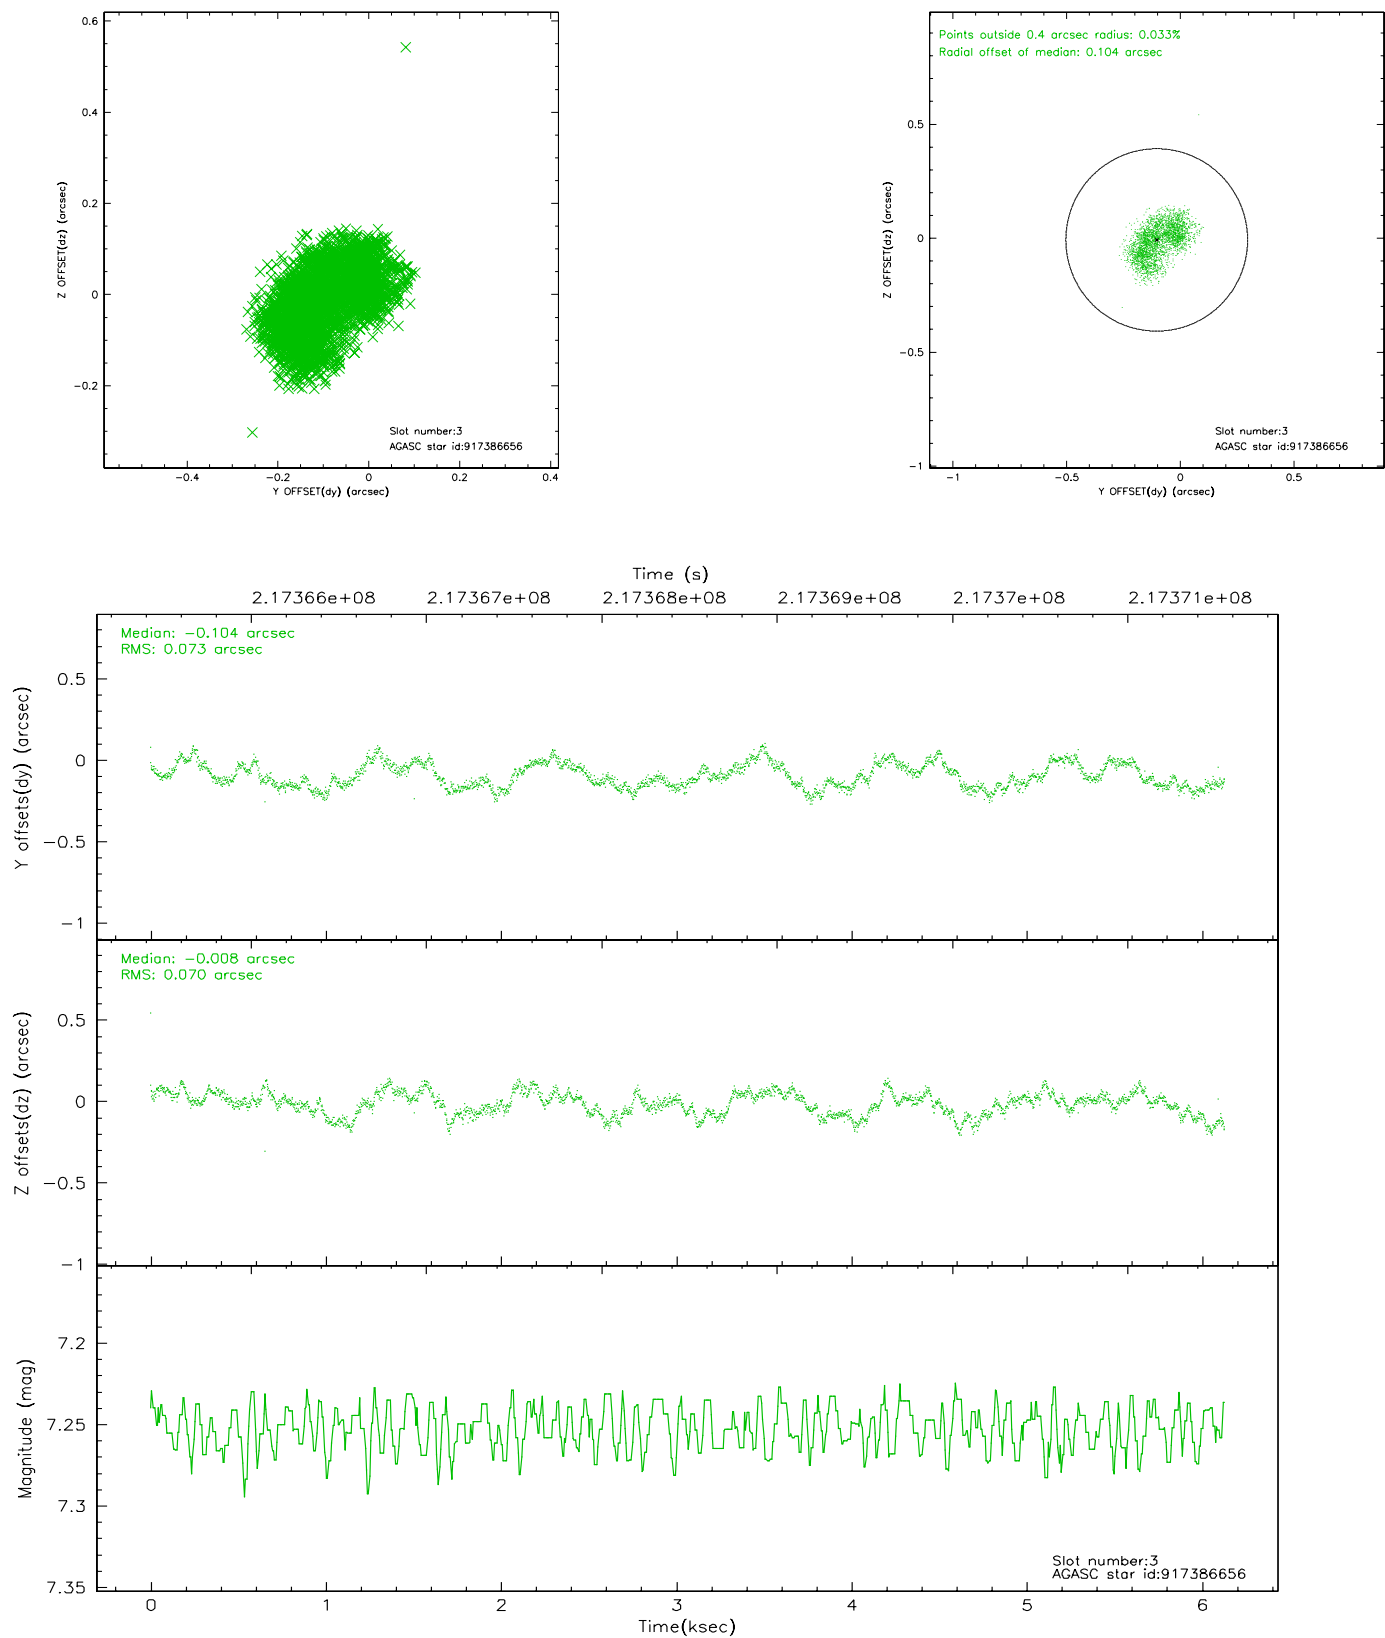 0.6
0.4
0.2
0
−0.2
Z OFFSET(dz) (arcsec)
Slot number:3
AGASC star id:917386656
−0.4
−0.2
0
0.2
0.4
Y OFFSET(dy) (arcsec)
Points outside 0.4 arcsec radius: 0.033%
Radial offset of median: 0.104 arcsec
0.5
0
−0.5
−1
Z OFFSET(dz) (arcsec)
Slot number:3
AGASC star id:917386656
−1
−0.5
0
0.5
Y OFFSET(dy) (arcsec)
Time (s)
2.17366e+08
2.17367e+08
2.17368e+08
2.17369e+08
2.1737e+08
2.17371e+08
Median: −0.104 arcsec
RMS: 0.073 arcsec
0.5
0
−0.5
−1
Y offsets(dy) (arcsec)
Median: −0.008 arcsec
RMS: 0.070 arcsec
0.5
0
−0.5
−1
Z offsets(dz) (arcsec)
7.2
7.25
7.3
7.35
Magnitude (mag)
Slot number:3
AGASC star id:917386656
0
1
2
3
4
5
6
Time(ksec)